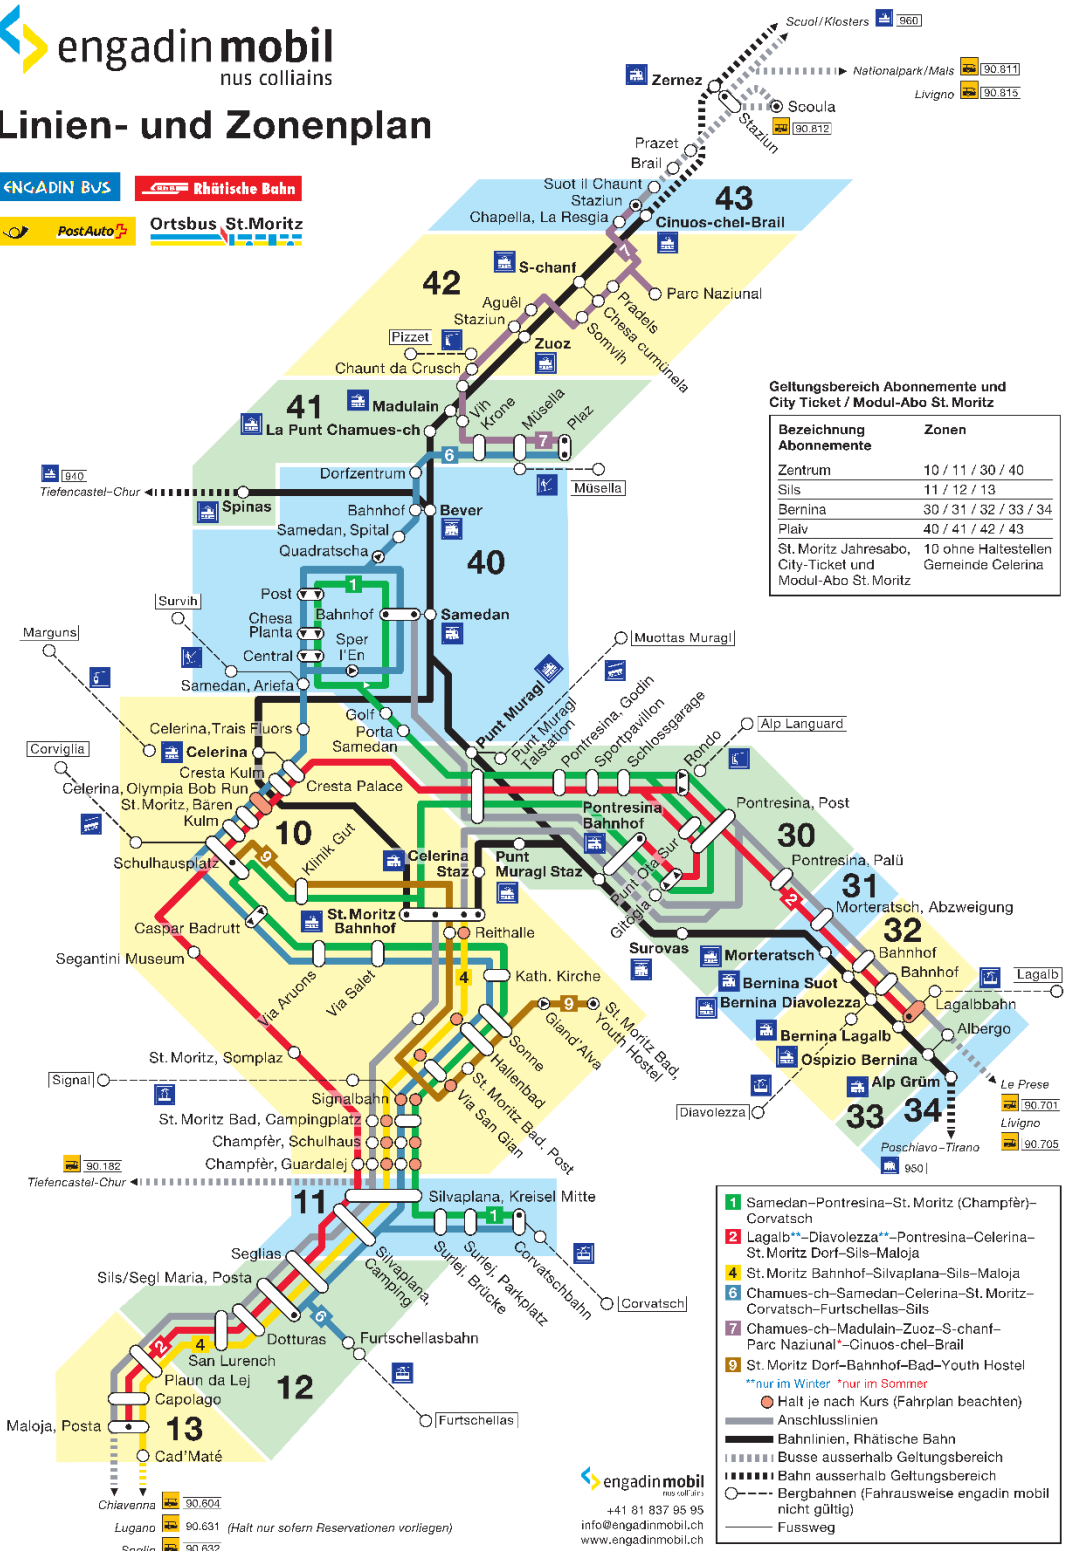 engadin mobil
nus colliains
Linien- und Zonenplan
ENGADIN BUS
RhB Rhätische Bahn
PostAuto
Ortsbus St.Moritz
Scuol/Klosters 960
Nationalpark/Mals 90.811
Livigno 90.815
Zernez
Scoula
90.812
Staziun
Prazet
Brail
Suot il Chaunt
Staziun
Chapella, La Resgia
43
Cinuos-chel-Brail
7
42
S-chanf
Parc Naziunal
Pradels
Chesa cumünela
Somvih
Aguêl
Staziun
Zuoz
Pizzet
Chaunt da Crusch
41
Madulain
La Punt Chamues-ch
Vih
Krone
Müsella
Plaz
7
6
Müsella
940
Tiefencastel-Chur
Spinas
Dorfzentrum
Bahnhof
Bever
Samedan, Spital
Quadratscha
40
1
Post
Bahnhof
Samedan
Chesa
Planta
Sper
l'En
Central
Samedan, Ariefa
Survih
Marguns
Corviglia
Golf
Porta
Samedan
Celerina, Trais Fluors
Celerina
Cresta Kulm
Cresta Palace
Celerina, Olympia Bob Run
St. Moritz, Bären
Kulm
10
Schulhausplatz
9
Klinik Gut
Celerina
Staz
Punt
Muragl Staz
St. Moritz
Bahnhof
Muottas Muragl
Punt Muragl
Punt Muragl
Talstation
Pontresina, Godin
Sportpavillon
Schlossgarage
Rondo
Alp Languard
Pontresina
Bahnhof
Pontresina, Post
30
Punt Ota Sur
Gitögla
Pontresina, Palü
31
2
Morteratsch, Abzweigung
32
Surovas
Morteratsch
Bahnhof
Bernina Suot
Bahnhof
Bernina Diavolezza
Lagalb
Lagalbbahn
Bernina Lagalb
Albergo
Ospizio Bernina
Alp Grüm
Diavolezza
33
34
Le Prese
90.701
Livigno
90.705
Poschiavo-Tirano
950
Caspar Badrutt
Segantini Museum
Reithalle
Via Aruons
Via Salet
4
Kath. Kirche
9
Gland'Alva
St. Moritz Bad,
Youth Hostel
Sonne
Hallenbad
St. Moritz Bad, Post
Via San Gian
St. Moritz, Somplaz
Signal
Signalbahn
St. Moritz Bad, Campingplatz
Champfèr, Schulhaus
Champfèr, Guardalej
90.182
Tiefencastel-Chur
11
Silvaplana, Kreisel Mitte
1
Silvaplana,
Camping
Surlej, Brücke
Surlej, Parkplatz
Corvatschbahn
Corvatsch
Seglias
Sils/Segl Maria, Posta
6
Furtschellasbahn
Furtschellas
Dotturas
San Lurench
Plaun da Lej
2
4
12
Capolago
Maloja, Posta
13
Cad'Maté
Chiavenna 90.604
Lugano 90.631 (Halt nur sofern Reservationen vorliegen)
90.632
Geltungsbereich Abonnemente und
City Ticket / Modul-Abo St. Moritz
Bezeichnung Abonnemente Zonen
Zentrum 10 / 11 / 30 / 40
Sils 11 / 12 / 13
Bernina 30 / 31 / 32 / 33 / 34
Plaiv 40 / 41 / 42 / 43
St. Moritz Jahresabo, 10 ohne Haltestellen
City-Ticket und Gemeinde Celerina
Modul-Abo St. Moritz
1 Samedan–Pontresina–St. Moritz (Champfèr)–
Corvatsch
2 Lagalb**–Diavolezza**–Pontresina–Celerina–
St. Moritz Dorf–Sils–Maloja
4 St. Moritz Bahnhof–Silvaplana–Sils–Maloja
6 Chamues-ch–Samedan–Celerina–St. Moritz–
Corvatsch–Furtschellas–Sils
7 Chamues-ch–Madulain–Zuoz–S-chanf–
Parc Naziunal*–Cinuos-chel-Brail
9 St. Moritz Dorf–Bahnhof–Bad–Youth Hostel
**nur im Winter *nur im Sommer
Halt je nach Kurs (Fahrplan beachten)
Anschlusslinien
Bahnlinien, Rhätische Bahn
Busse ausserhalb Geltungsbereich
Bahn ausserhalb Geltungsbereich
Bergbahnen (Fahrausweise engadin mobil
nicht gültig)
Fussweg
engadin mobil
nus colliains
+41 81 837 95 95
info@engadinmobil.ch
www.engadinmobil.ch